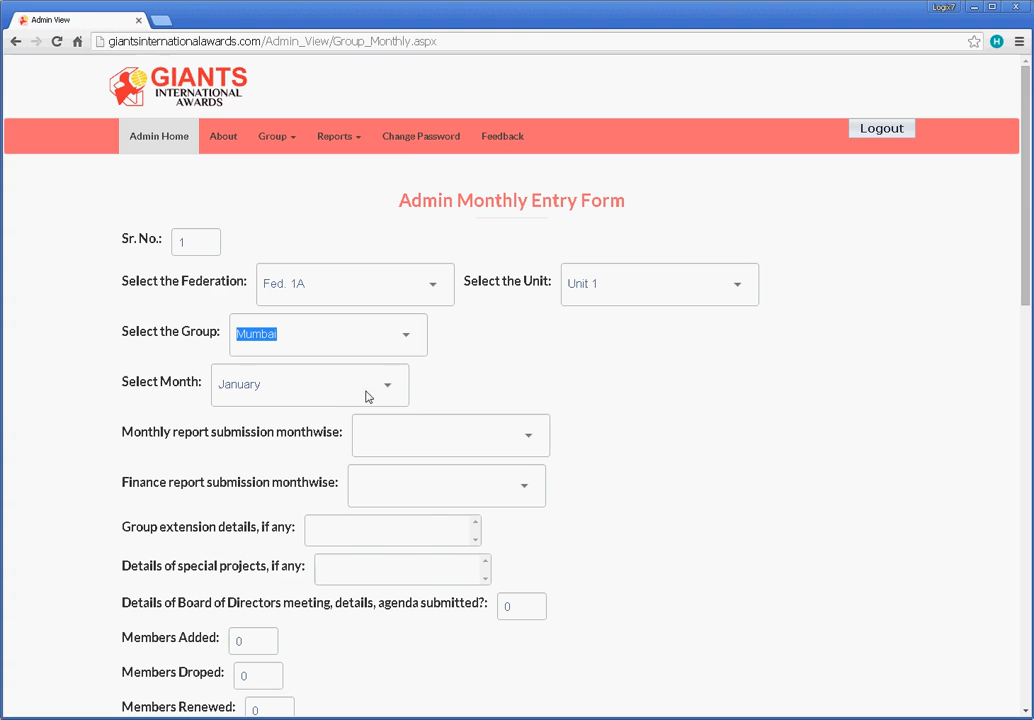 Logix7
Admin View
giantsinternationalawards.com/Admin_View/Group_Monthly.aspx
H
GIANTS
INTERNATIONAL
AWARDS
Admin Home About Group Reports Change Password Feedback Logout
Admin Monthly Entry Form
Sr. No.: 1
Select the Federation: Fed. 1A Select the Unit: Unit 1
Select the Group: Mumbai
Select Month: January
Monthly report submission monthwise:
Finance report submission monthwise:
Group extension details, if any:
Details of special projects, if any:
Details of Board of Directors meeting, details, agenda submitted?: 0
Members Added: 0
Members Droped: 0
Members Renewed: 0